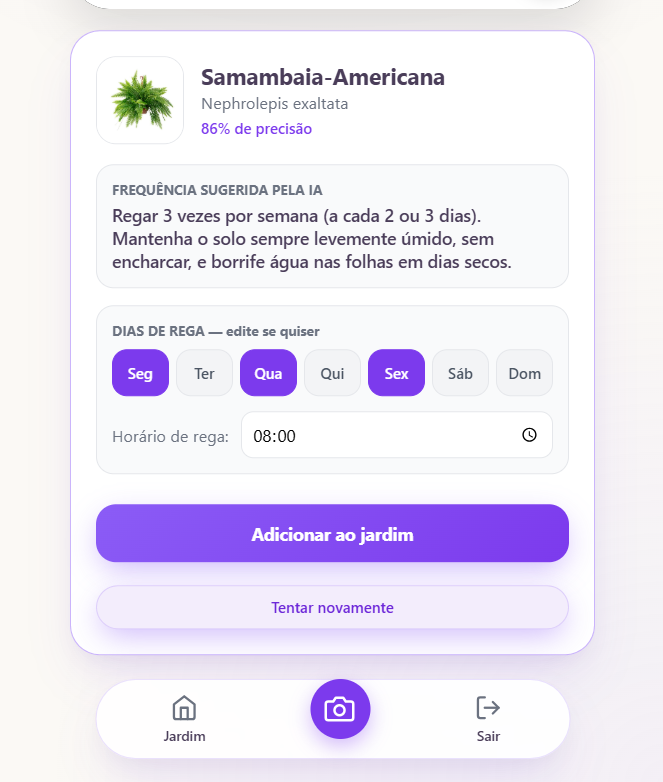 Samambaia-Americana
Nephrolepis exaltata
86% de precisão
FREQUÊNCIA SUGERIDA PELA IA
Regar 3 vezes por semana (a cada 2 ou 3 dias).
Mantenha o solo sempre levemente úmido, sem
encharcar, e borrife água nas folhas em dias secos.
DIAS DE REGA — edite se quiser
Seg Ter Qua Qui Sex Sáb Dom
Horário de rega: 08:00
Adicionar ao jardim
Tentar novamente
Jardim Sair